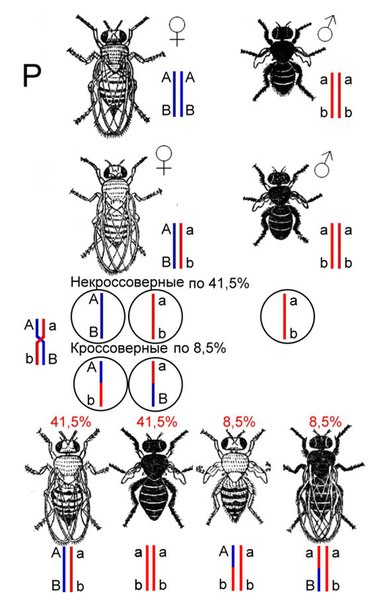 ♀ ♂
P
A A a a
B B b b
♀ ♂
A a a a
B b b b
Некроссоверные по 41,5%
A a a
B b b
A a
b B
Кроссоверные по 8,5%
A a
b B
41,5% 41,5% 8,5% 8,5%
A a a a A a a a
B b b b b b B b